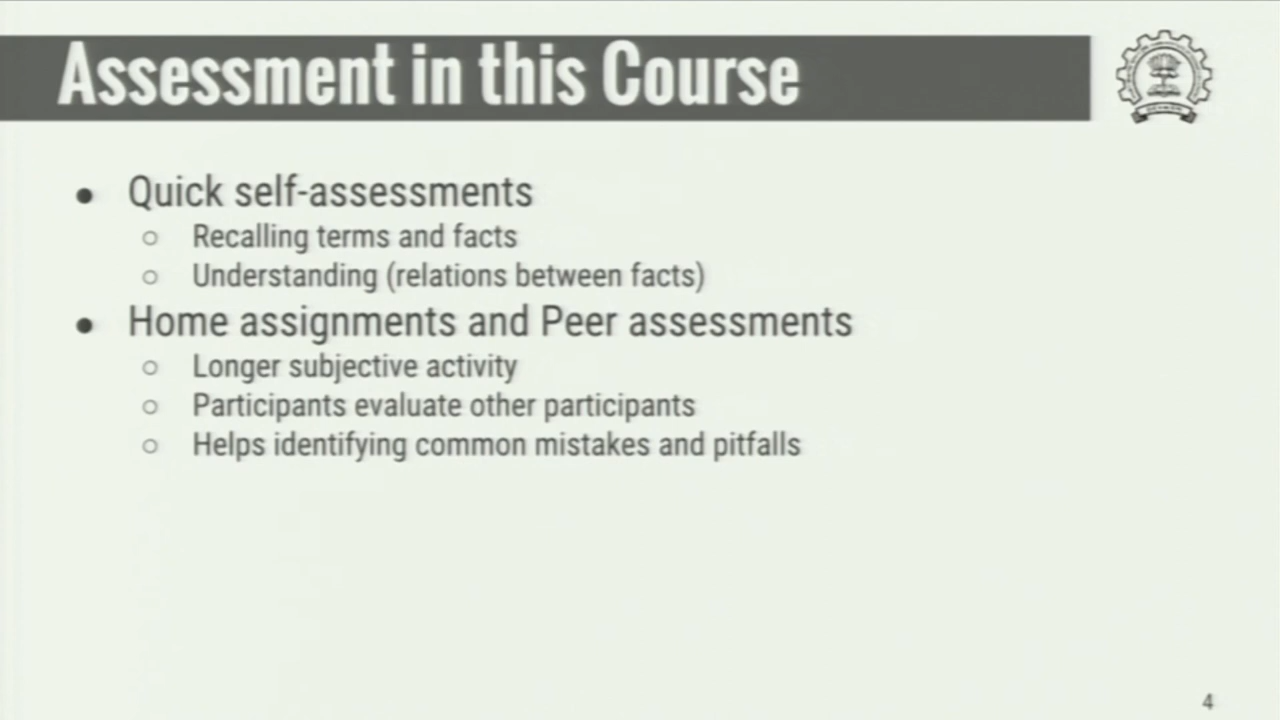 Assessment in this Course
● Quick self-assessments
○ Recalling terms and facts
○ Understanding (relations between facts)
● Home assignments and Peer assessments
○ Longer subjective activity
○ Participants evaluate other participants
○ Helps identifying common mistakes and pitfalls
4